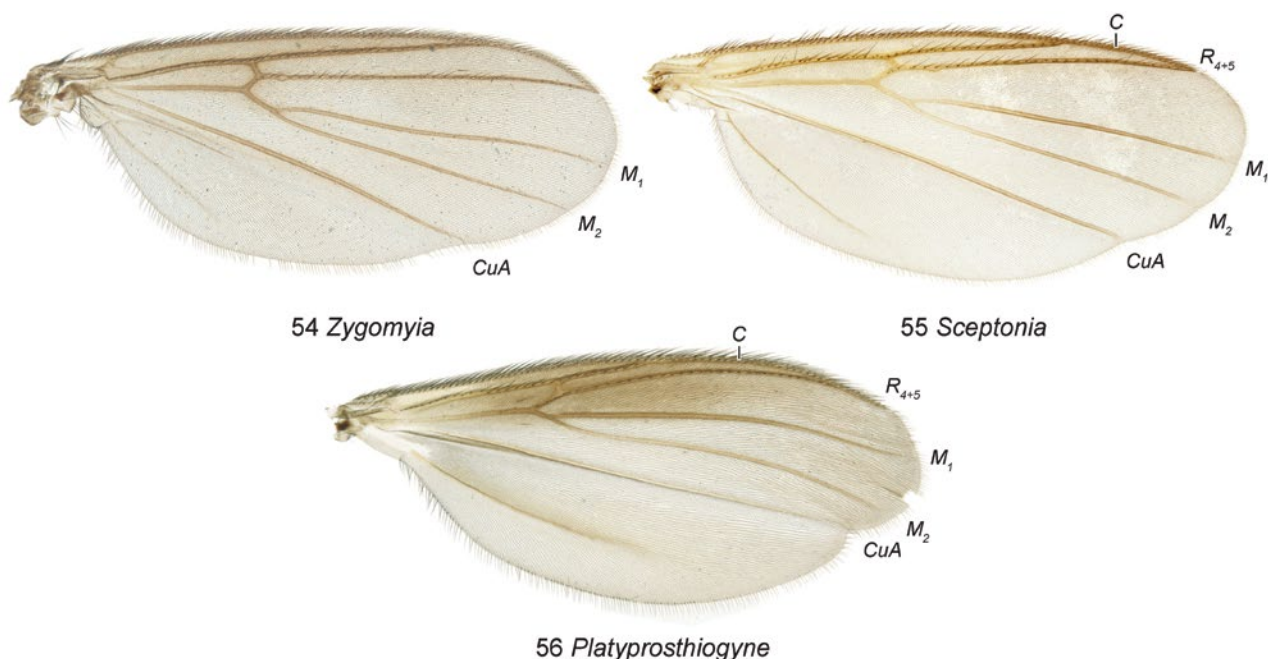 C
R4+5
M1
M2
CuA
M1
M2
CuA
54 Zygomyia
55 Sceptonia
C
R4+5
M1
M2
CuA
56 Platyprosthiogyne